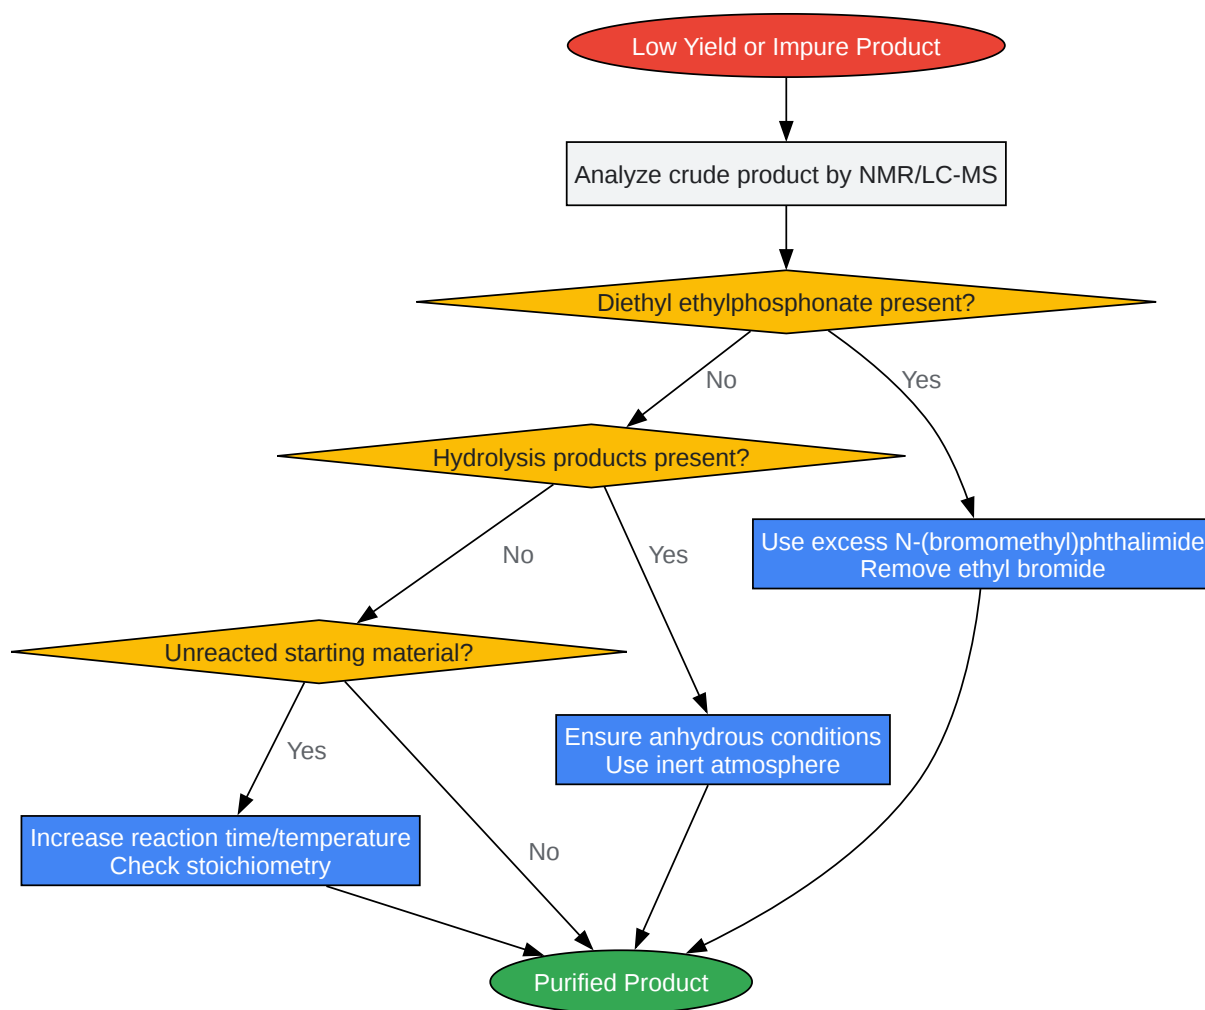 Low Yield or Impure Product
Analyze crude product by NMR/LC-MS
Diethyl ethylphosphonate present?
No
Yes
Hydrolysis products present?
Use excess N-(bromomethyl)phthalimide
Remove ethyl bromide
No
Yes
Unreacted starting material?
Ensure anhydrous conditions
Use inert atmosphere
Yes
Increase reaction time/temperature
Check stoichiometry
No
Purified Product